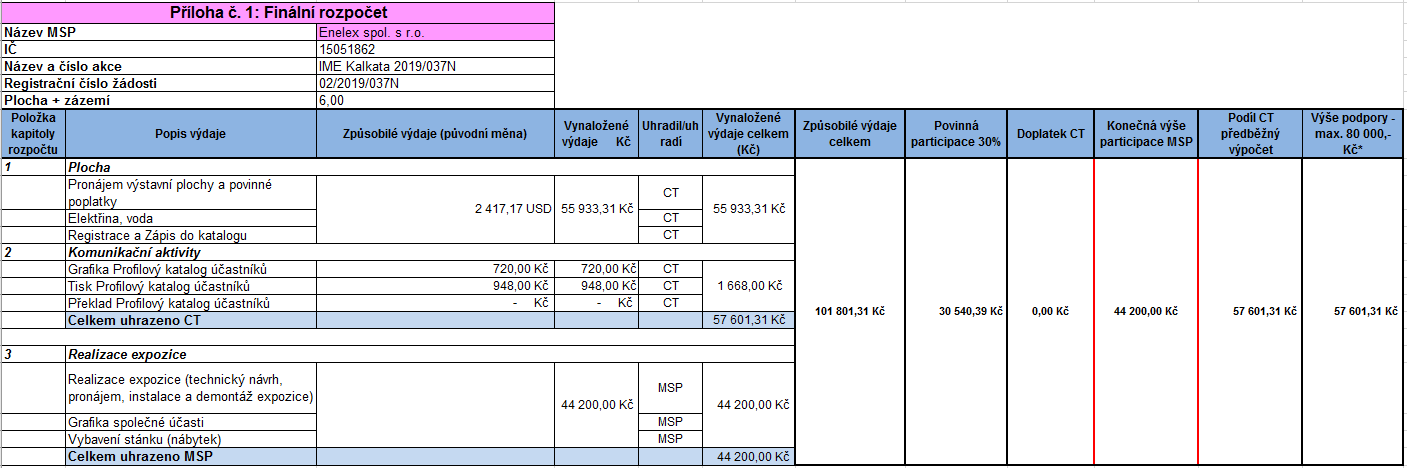 Příloha č. 1: Finální rozpočet
Název MSP Enelex spol. s r.o.
IČ 15051862
Název a číslo akce IME Kalkata 2019/037N
Registrační číslo žádosti 02/2019/037N
Plocha + zázemí 6,00
Položka kapitoly rozpočtu Popis výdaje Způsobilé výdaje (původní měna) Vynaložené výdaje Kč Uhradil/uhradí Vynaložené výdaje celkem (Kč) Způsobilé výdaje celkem Povinná participace 30% Doplatek CT Konečná výše participace MSP Podíl CT předběžný výpočet Výše podpory - max. 80 000,- Kč*
1 Plocha
Pronájem výstavní plochy a povinné poplatky CT
2 417,17 USD 55 933,31 Kč 55 933,31 Kč
Elektřina, voda CT
Registrace a Zápis do katalogu CT
2 Komunikační aktivity
Grafika Profilový katalog účastníků 720,00 Kč 720,00 Kč CT
Tisk Profilový katalog účastníků 948,00 Kč 948,00 Kč CT 1 668,00 Kč
Překlad Profilový katalog účastníků - Kč - Kč CT
101 801,31 Kč 30 540,39 Kč 0,00 Kč 44 200,00 Kč 57 601,31 Kč 57 601,31 Kč
Celkem uhrazeno CT 57 601,31 Kč
3 Realizace expozice
Realizace expozice (technický návrh, pronájem, instalace a demontáž expozice) MSP
44 200,00 Kč 44 200,00 Kč
Grafika společné účasti MSP
Vybavení stánku (nábytek) MSP
Celkem uhrazeno MSP 44 200,00 Kč